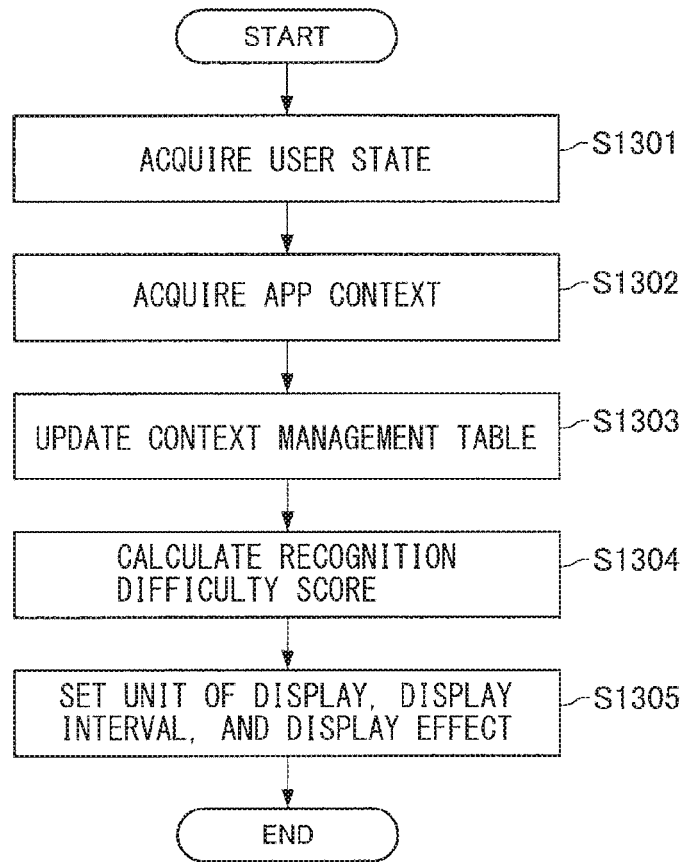 START
ACQUIRE USER STATE
S1301
ACQUIRE APP CONTEXT
S1302
UPDATE CONTEXT MANAGEMENT TABLE
S1303
CALCULATE RECOGNITION
DIFFICULTY SCORE
S1304
SET UNIT OF DISPLAY, DISPLAY
INTERVAL, AND DISPLAY EFFECT
S1305
END